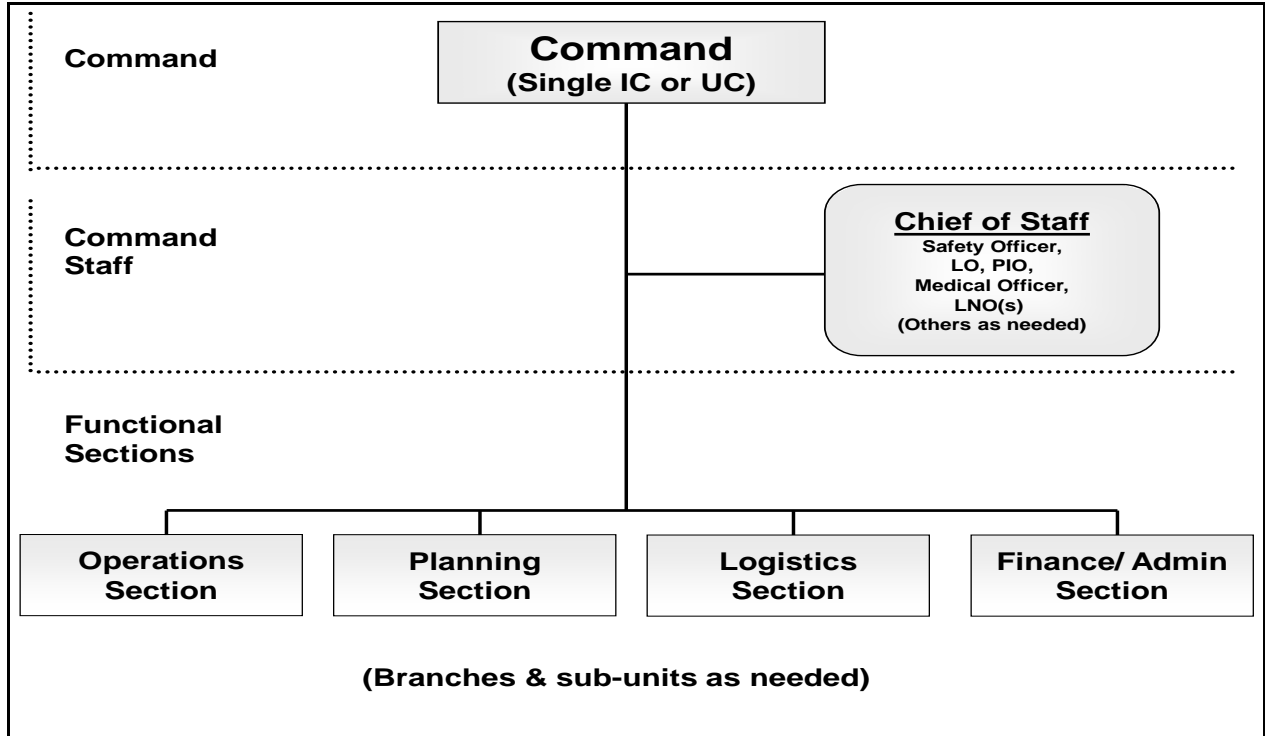 Command
Command
(Single IC or UC)
Command
Staff
Chief of Staff
Safety Officer,
LO, PIO,
Medical Officer,
LNO(s)
(Others as needed)
Functional
Sections
Operations
Section
Planning
Section
Logistics
Section
Finance/ Admin
Section
(Branches & sub-units as needed)